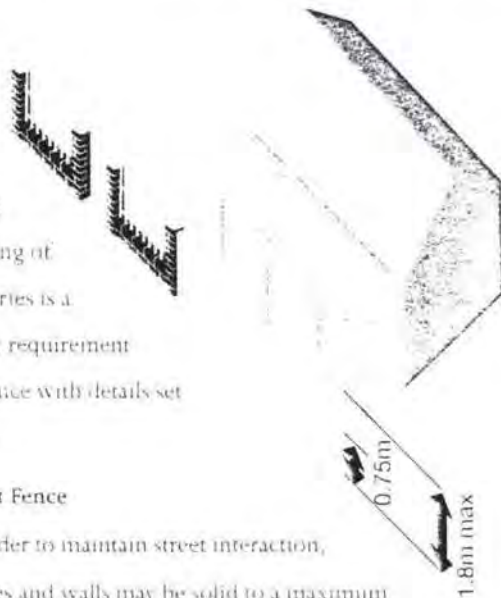 ng of
ries is a
requirement
nce with details set
t Fence
der to maintain street interaction,
es and walls may be solid to a maximum
0.75m
1.8m max